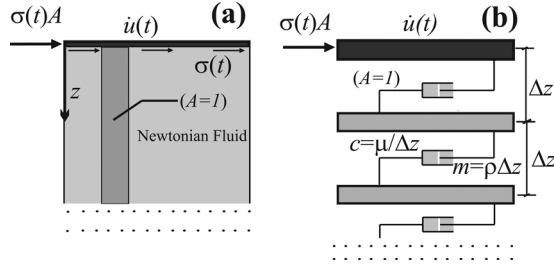 (a)
σ(t)A
u̇(t)
σ(t)
z
(A=1)
Newtonian Fluid
(b)
σ(t)A
u̇(t)
(A=1)
Δz
c=μ/Δz
m=ρΔz
Δz